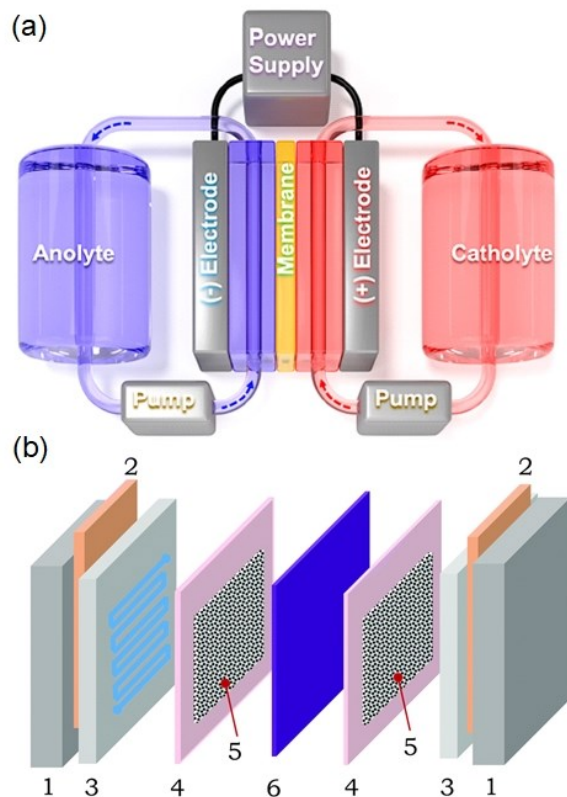 (a)
Power
Supply
Anolyte
(-) Electrode
Membrane
(+) Electrode
Catholyte
Pump
Pump
(b)
2
2
5
5
1
3
4
6
4
3
1